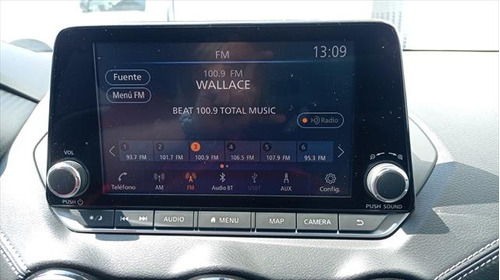 FM 13:09
Fuente
100.9 FM
WALLACE
Menú FM
BEAT 100.9 TOTAL MUSIC
HD Radio
1 2 3 4 5 6
93.7 FM 101.7 FM 100.9 FM 106.5 FM 107.9 FM 95.3 FM
Teléfono AM FM Audio BT UST AUX Config.
VOL
PUSH PUSH SOUND
AUDIO MENU MAP CAMERA